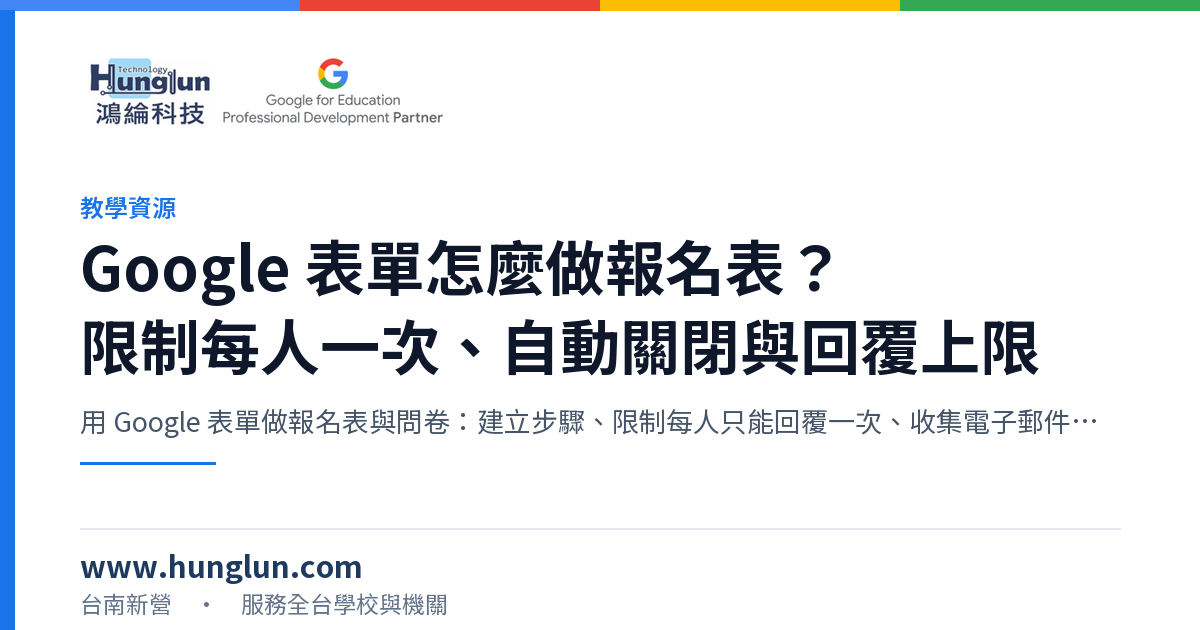 Technology
Hunglun
鴻綸科技
Google for Education
Professional Development Partner
教學資源
Google 表單怎麼做報名表？
限制每人一次、自動關閉與回覆上限
用 Google 表單做報名表與問卷：建立步驟、限制每人只能回覆一次、收集電子郵件…
www.hunglun.com
台南新營 • 服務全台學校與機關